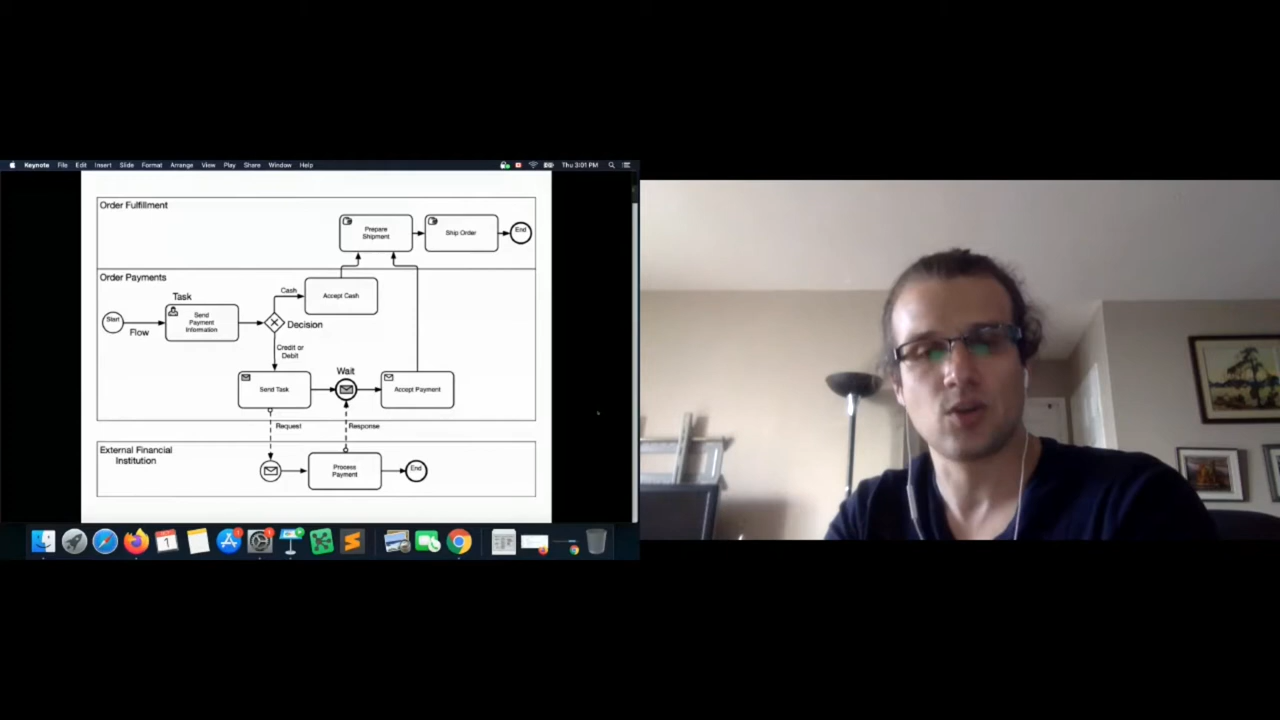 Keynote File Edit Insert Slide Format Arrange View Play Share Window Help
Thu 3:01 PM
Order Fulfillment
Prepare
Shipment
Ship Order
End
Order Payments
Task
Start
Flow
Send
Payment
Information
Cash
Accept Cash
Decision
Credit or
Debit
Send Task
Wait
Accept Payment
Request
Response
External Financial
Institution
Process
Payment
End
1